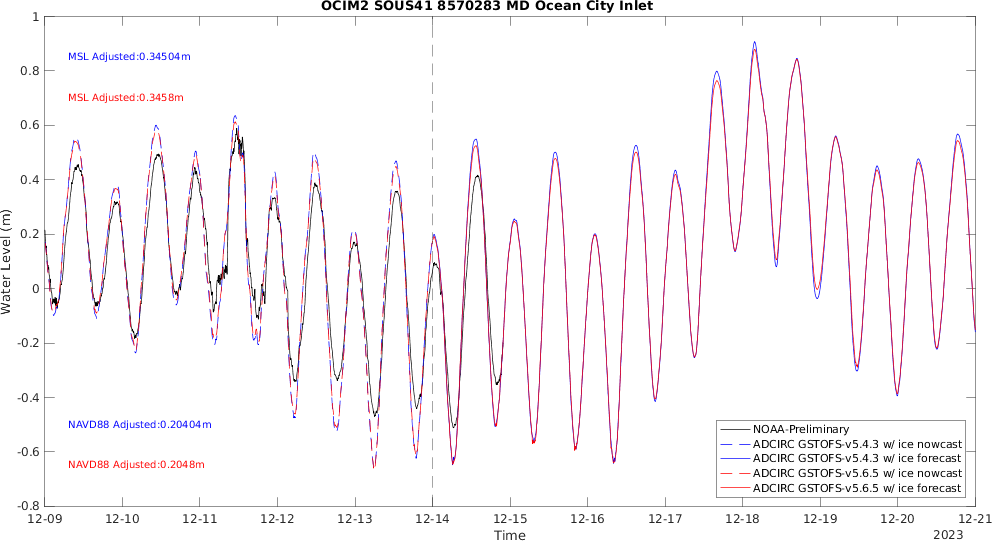 OCIM2 SOUS41 8570283 MD Ocean City Inlet
1
0.8
0.6
0.4
0.2
0
-0.2
-0.4
-0.6
-0.8
Water Level (m)
MSL Adjusted:0.34504m
MSL Adjusted:0.3458m
NAVD88 Adjusted:0.20404m
NAVD88 Adjusted:0.2048m
NOAA-Preliminary
ADCIRC GSTOFS-v5.4.3 w/ ice nowcast
ADCIRC GSTOFS-v5.4.3 w/ ice forecast
ADCIRC GSTOFS-v5.6.5 w/ ice nowcast
ADCIRC GSTOFS-v5.6.5 w/ ice forecast
12-09 12-10 12-11 12-12 12-13 12-14 12-15 12-16 12-17 12-18 12-19 12-20 12-21
Time
2023